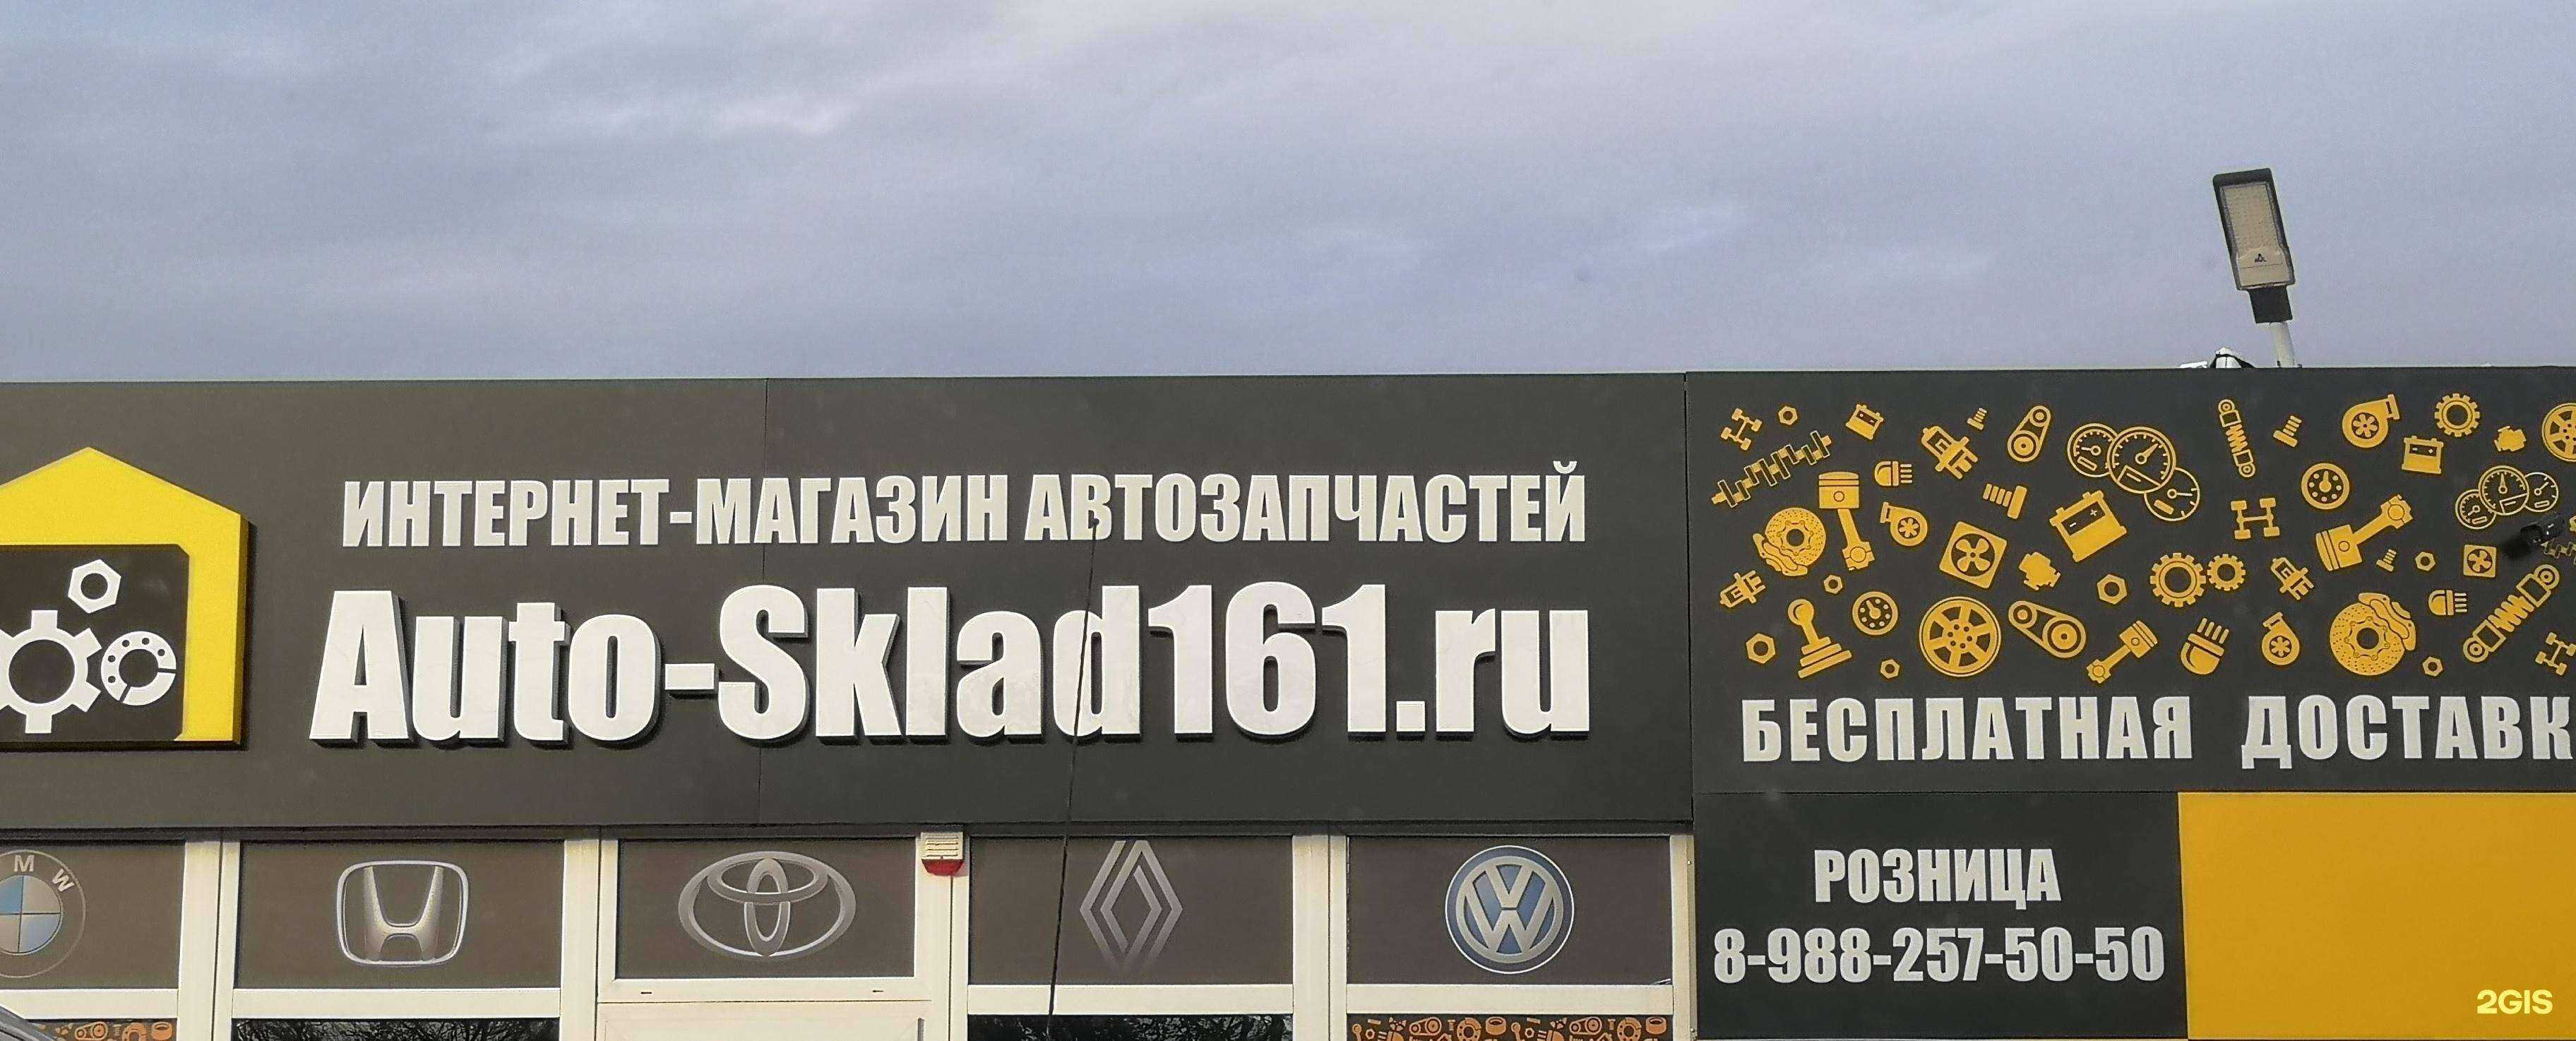 ИНТЕРНЕТ-МАГАЗИН АВТОЗАПЧАСТЕЙ
Auto-Sklad161.ru
БЕСПЛАТНАЯ ДОСТАВК
РОЗНИЦА
8-988-257-50-50
M W
2GIS